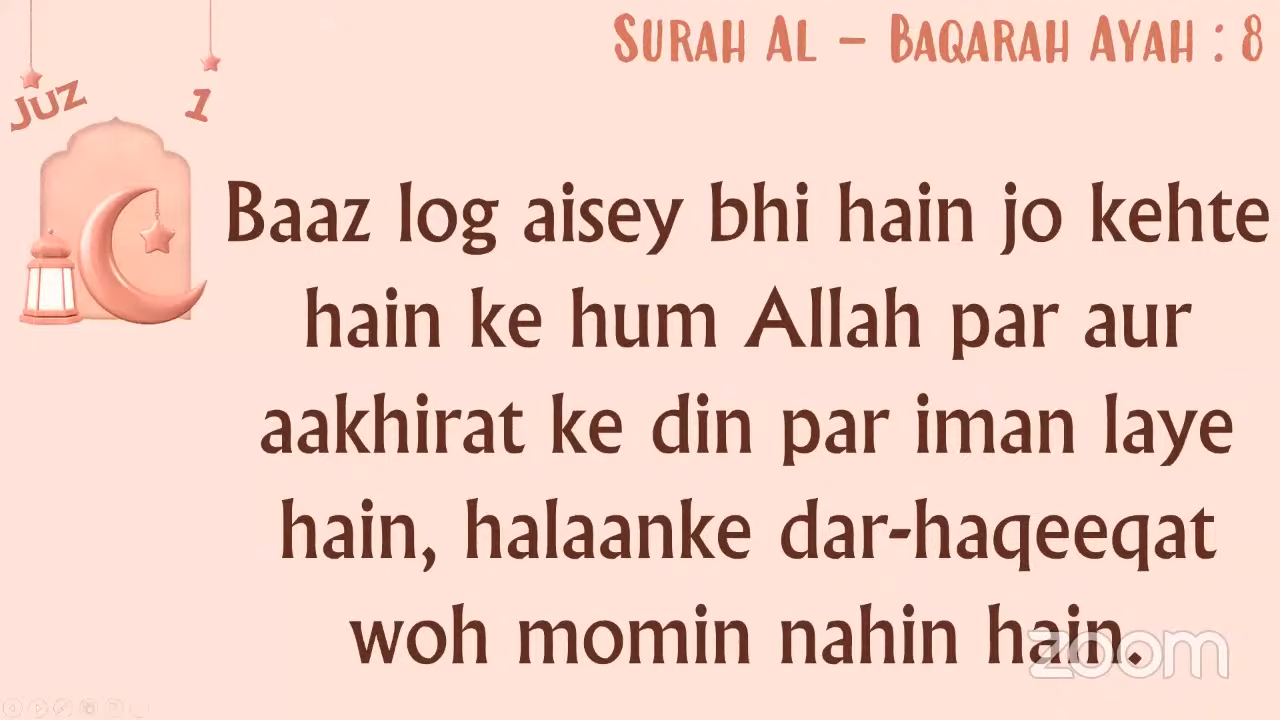 SURAH AL – BAQARAH AYAH : 8
JUZ 1
Baaz log aisey bhi hain jo kehte
hain ke hum Allah par aur
aakhirat ke din par iman laye
hain, halaanke dar-haqeeqat
woh momin nahin hain.
zoom